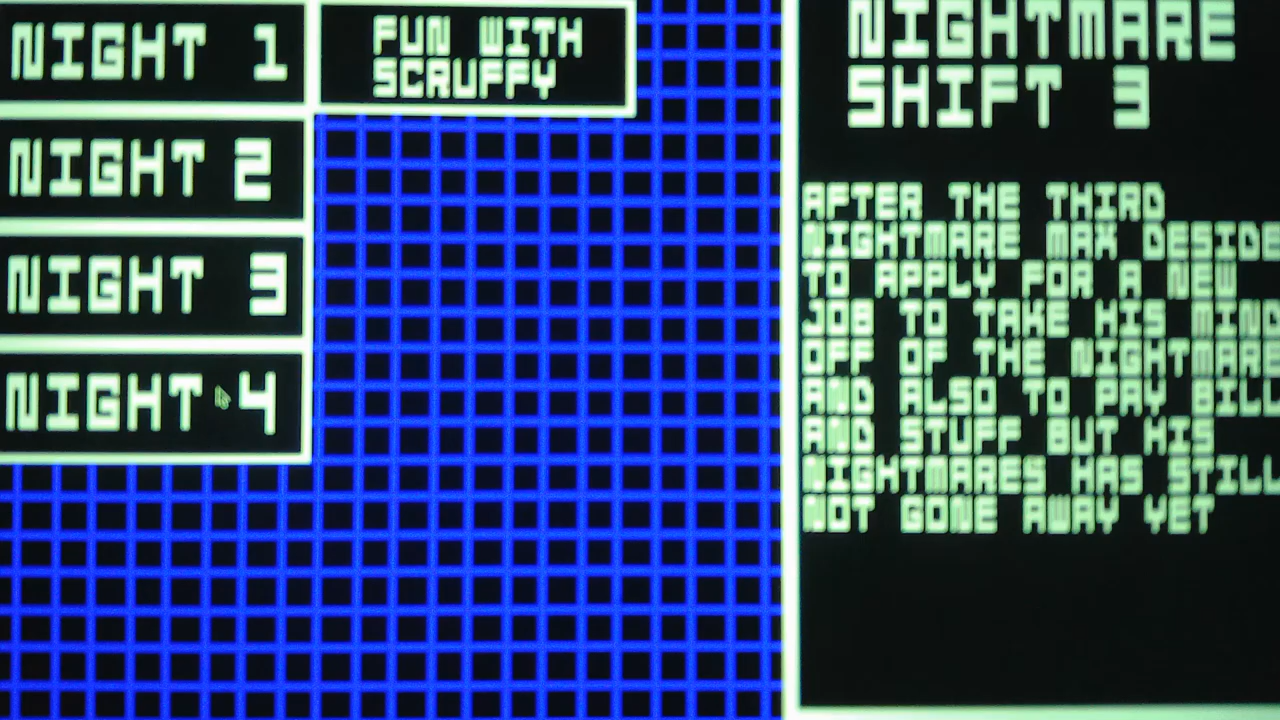 NIGHT 1
NIGHT 2
NIGHT 3
NIGHT 4
FUN WITH
SCRUFFY
NIGHTMARE
SHIFT 3
AFTER THE THIRD
NIGHTMARE MAX DESIDE
TO APPLY FOR A NEW
JOB TO TAKE HIS MIND
OFF OF THE NIGHTMARE
AND ALSO TO PAY BILL
AND STUFF BUT HIS
NIGHTMARES HAS STILL
NOT GONE AWAY YET